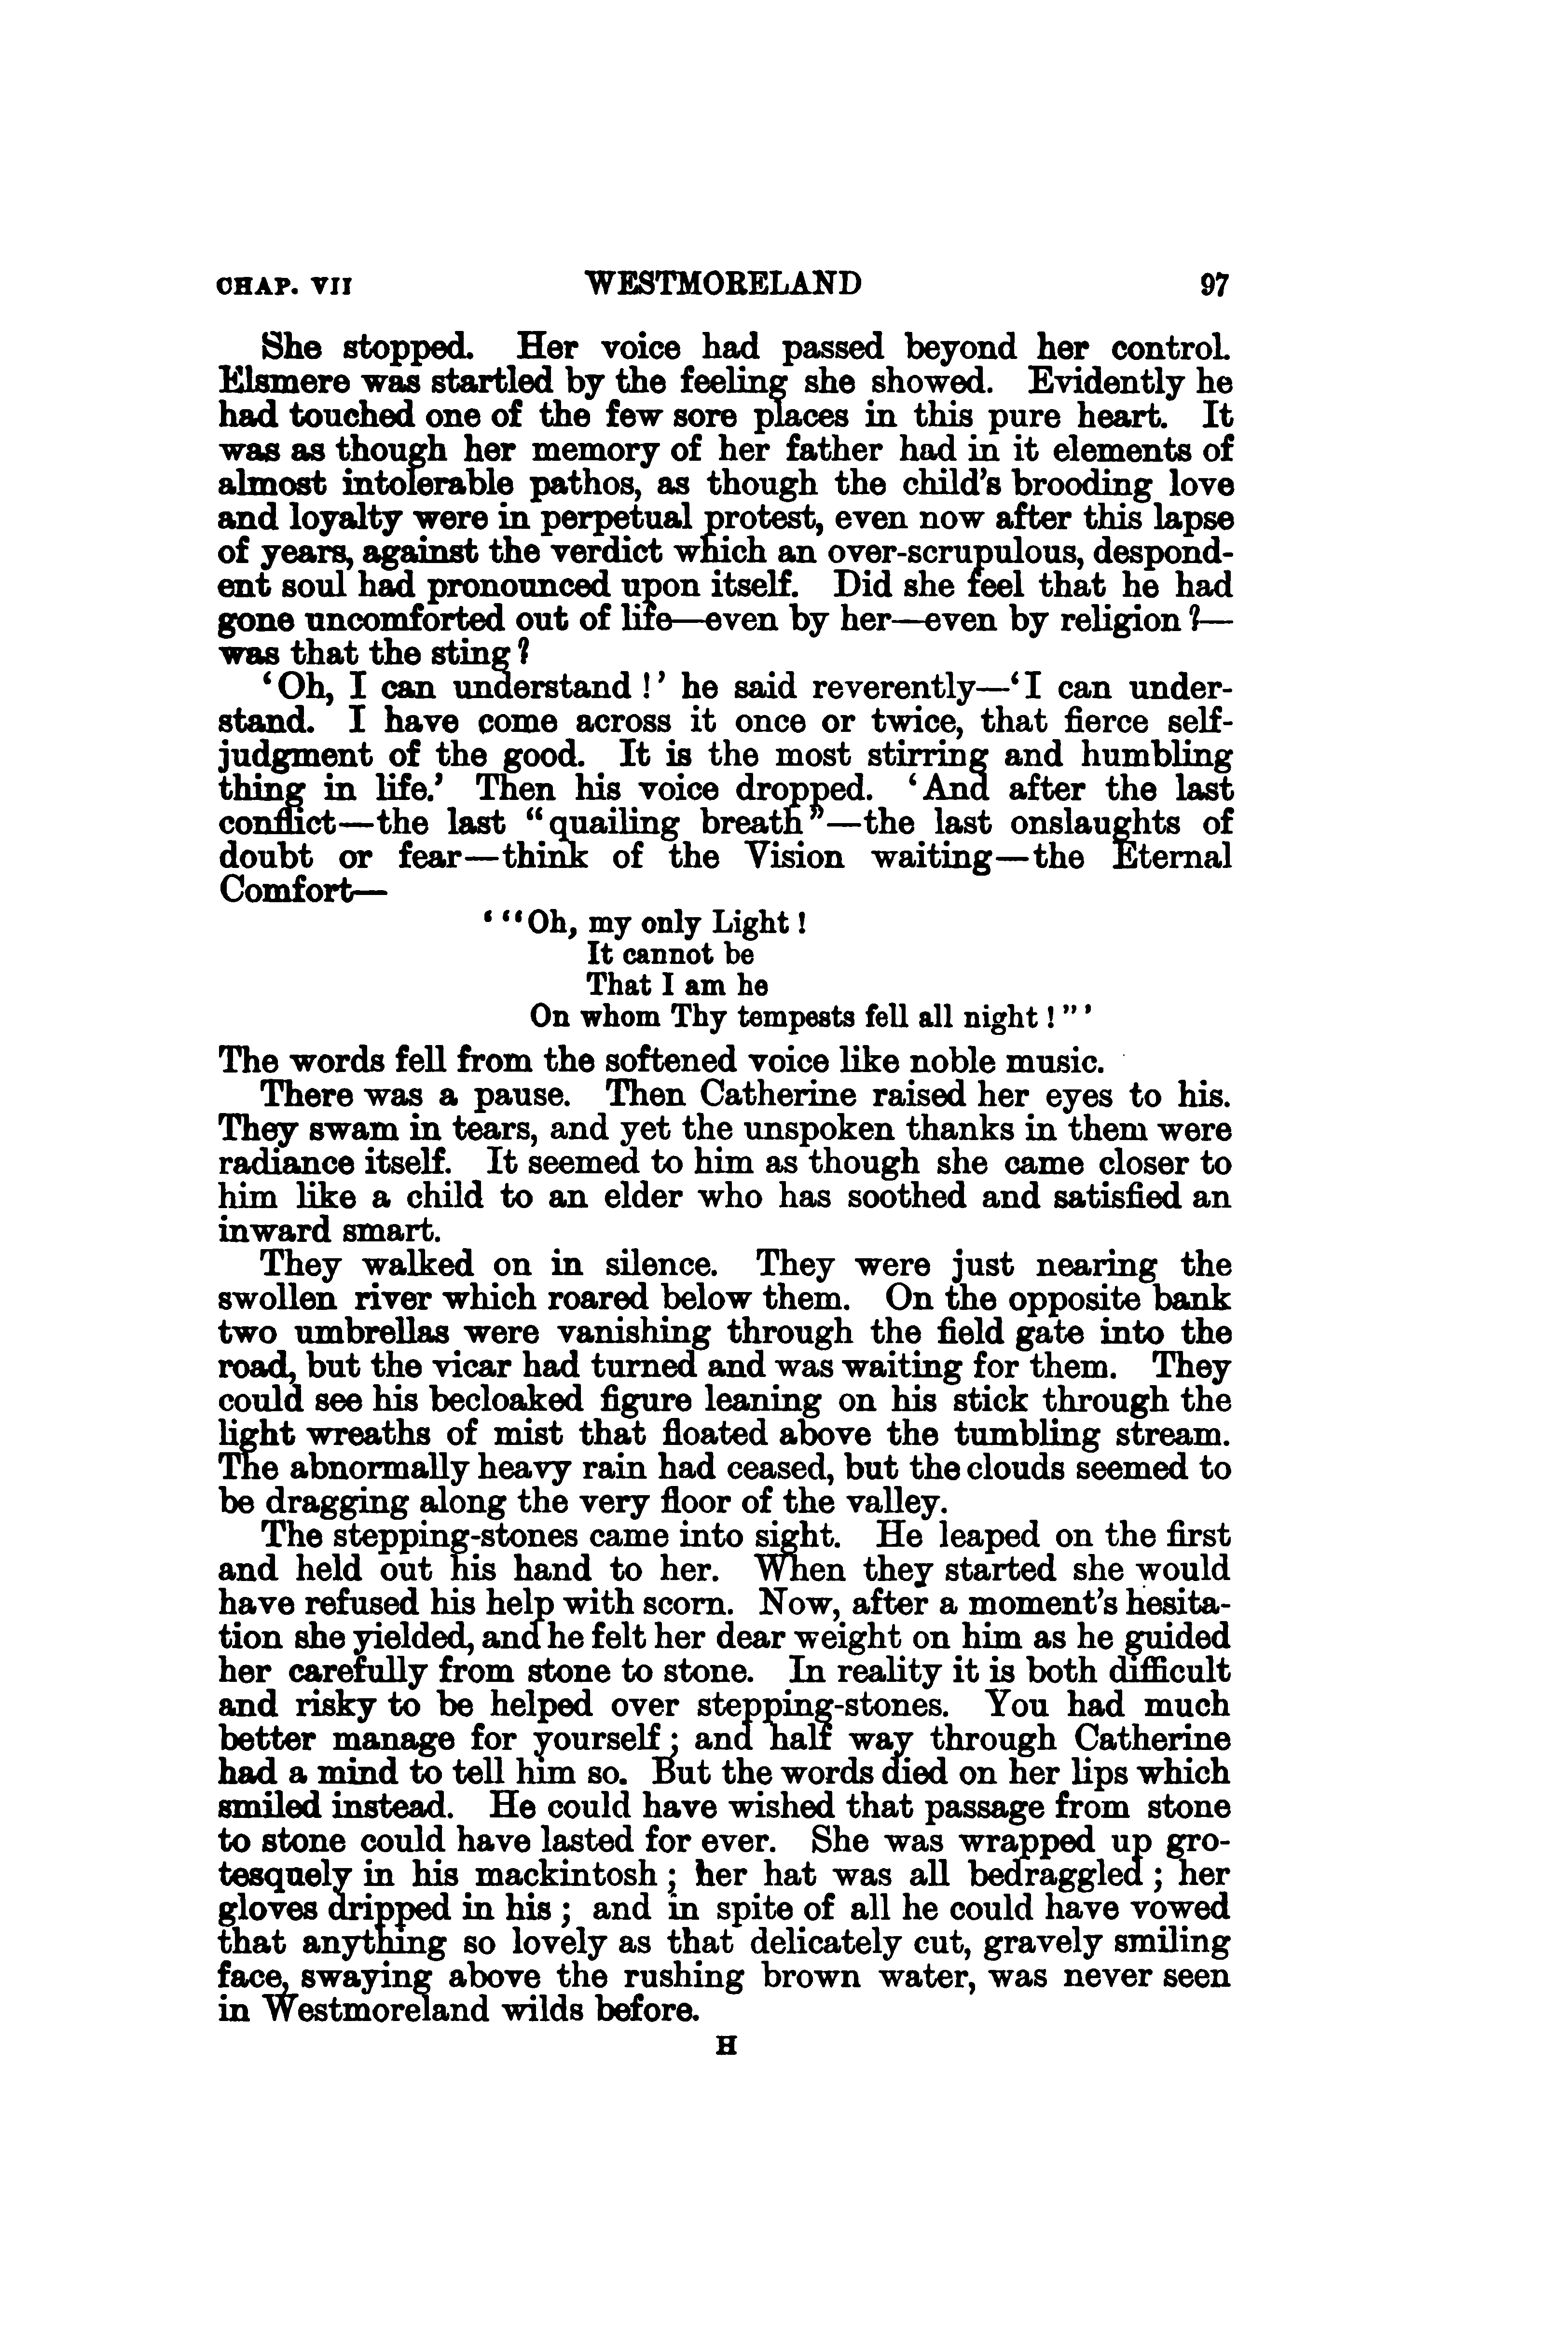 CHAP. VII WESTMORELAND 97
She stopped. Her voice had passed beyond her control.
Elsmere was startled by the feeling she showed. Evidently he
had touched one of the few sore places in this pure heart. It
was as though her memory of her father had in it elements of
almost intolerable pathos, as though the child's brooding love
and loyalty were in perpetual protest, even now after this lapse
of years, against the verdict which an over-scrupulous, despond-
ent soul had pronounced upon itself. Did she feel that he had
gone uncomforted out of life—even by her—even by religion?—
was that the sting?
'Oh, I can understand!' he said reverently—'I can under-
stand. I have come across it once or twice, that fierce self-
judgment of the good. It is the most stirring and humbling
thing in life.' Then his voice dropped. 'And after the last
conflict—the last "quailing breath"—the last onslaughts of
doubt or fear—think of the Vision waiting—the Eternal
Comfort—
'"'Oh, my only Light!
It cannot be
That I am he
On whom Thy tempests fell all night!"'
The words fell from the softened voice like noble music.
There was a pause. Then Catherine raised her eyes to his.
They swam in tears, and yet the unspoken thanks in them were
radiance itself. It seemed to him as though she came closer to
him like a child to an elder who has soothed and satisfied an
inward smart.
They walked on in silence. They were just nearing the
swollen river which roared below them. On the opposite bank
two umbrellas were vanishing through the field gate into the
road, but the vicar had turned and was waiting for them. They
could see his becloaked figure leaning on his stick through the
light wreaths of mist that floated above the tumbling stream.
The abnormally heavy rain had ceased, but the clouds seemed to
be dragging along the very floor of the valley.
The stepping-stones came into sight. He leaped on the first
and held out his hand to her. When they started she would
have refused his help with scorn. Now, after a moment's hesita-
tion she yielded, and he felt her dear weight on him as he guided
her carefully from stone to stone. In reality it is both difficult
and risky to be helped over stepping-stones. You had much
better manage for yourself; and half way through Catherine
had a mind to tell him so. But the words died on her lips which
smiled instead. He could have wished that passage from stone
to stone could have lasted for ever. She was wrapped up gro-
tesquely in his mackintosh; her hat was all bedraggled; her
gloves dripped in his; and in spite of all he could have vowed
that anything so lovely as that delicately cut, gravely smiling
face, swaying above the rushing brown water, was never seen
in Westmoreland wilds before.
H